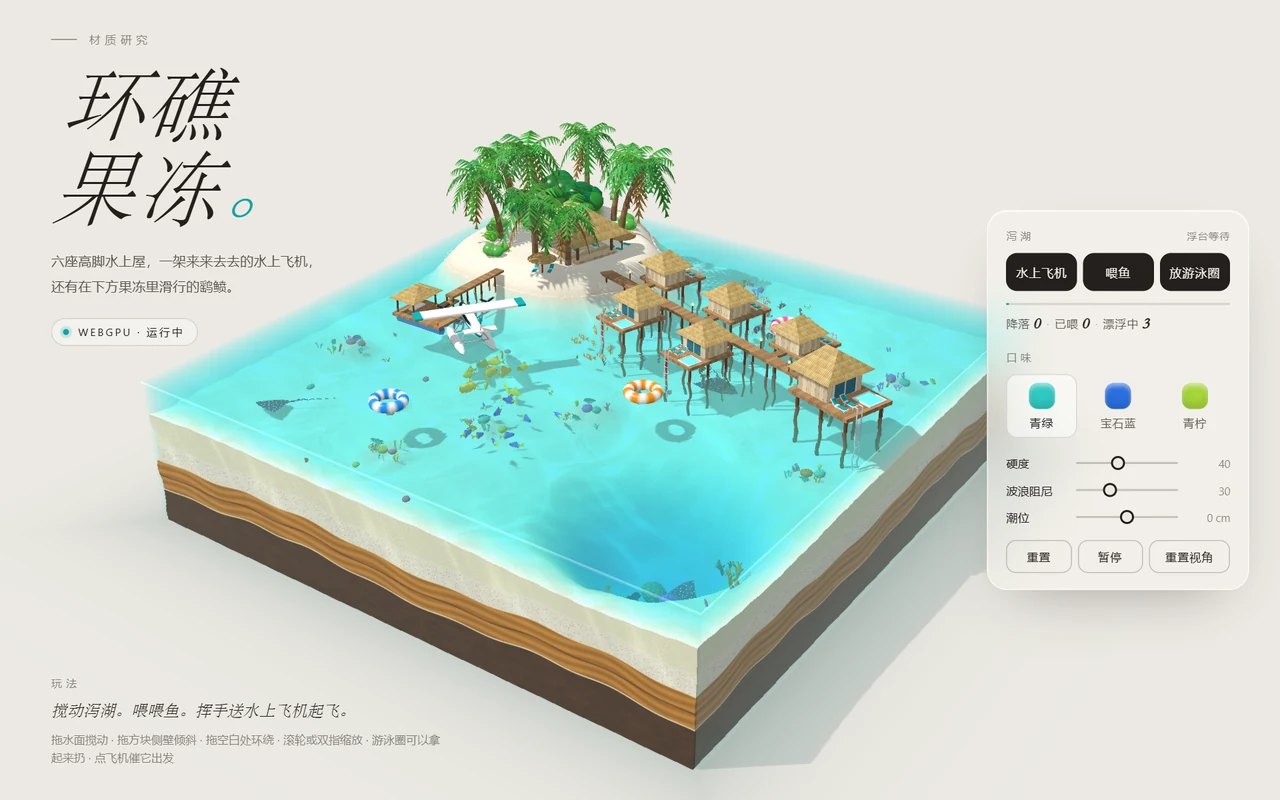 材质研究
环礁
果冻。
六座高脚水上屋，一架来来去去的水上飞机，
还有在下方果冻里滑行的鹞鲼。
WEBGPU · 运行中
泻湖 浮台等待
水上飞机 喂鱼 放游泳圈
降落 0 · 已喂 0 · 漂浮中 3
口味
青绿 宝石蓝 青柠
硬度 40
波浪阻尼 30
潮位 0 cm
重置 暂停 重置视角
玩法
搅动泻湖。喂喂鱼。挥手送水上飞机起飞。
拖水面搅动 · 拖方块侧壁倾斜 · 拖空白处环绕 · 滚轮或双指缩放 · 游泳圈可以拿
起来扔 · 点飞机催它出发